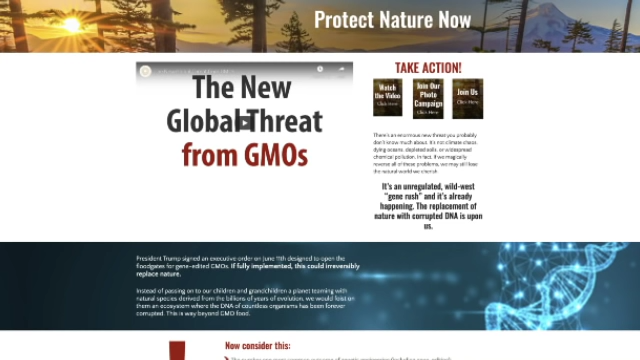 Protect Nature Now
The New
Global Threat
from GMOs
TAKE ACTION!
Watch
the Video
Click Here
Join Our
Photo
Campaign
Click Here
Join Us
Click Here
There's an enormous new threat you probably
don't know much about. It's not climate chaos
dying oceans, depleted soils, or widespread
chemical pollution. In fact, if we magically
reverse all of these problems, we may still lose
the natural world we cherish
It's an unregulated, wild-west
"gene rush" and it's already
happening. The replacement of
nature with corrupted DNA is upon
us.
President Trump signed an executive order on June 11th designed to open the
floodgates for gene-edited GMOs. If fully implemented, this could irreversibly
replace nature.
Instead of passing on to our children and grandchildren a planet teaming with
natural species derived from the billions of years of evolution, we would foist on
them an ecosystem where the DNA of countless organisms has been forever
corrupted. This is way beyond GMO food.
Now consider this: